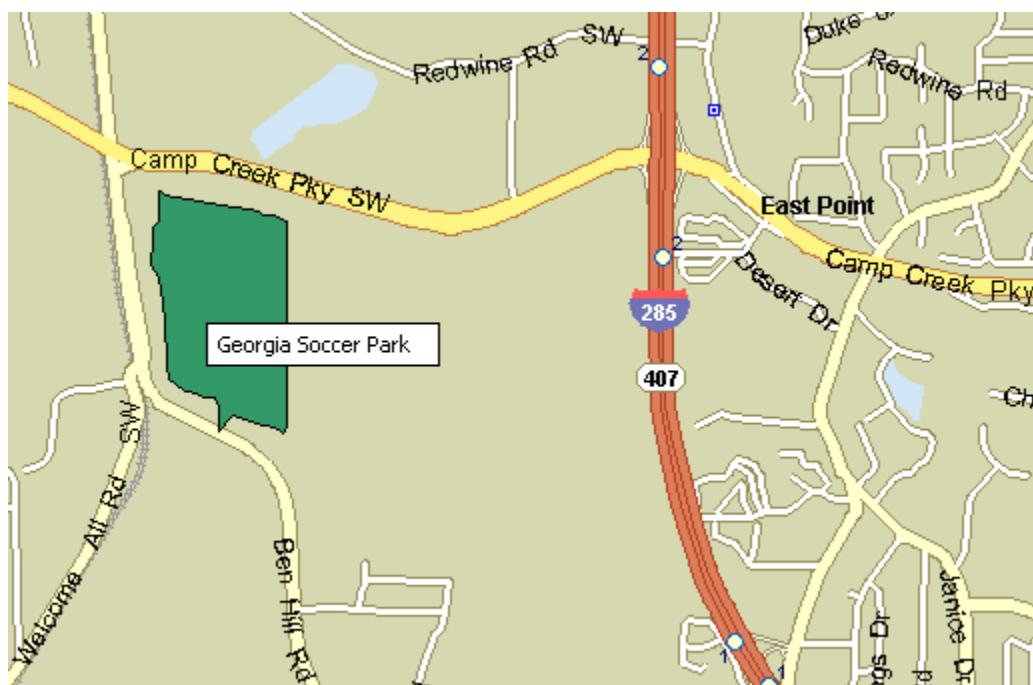 Duke
Redwine Rd SW
2
Redwine Rd
Camp Creek Pky SW
East Point
2
Desert Dr
Camp Creek Pky
285
Georgia Soccer Park
407
SW
Welcome All Rd
Ben Hill Rd
Janice Dr
1
1